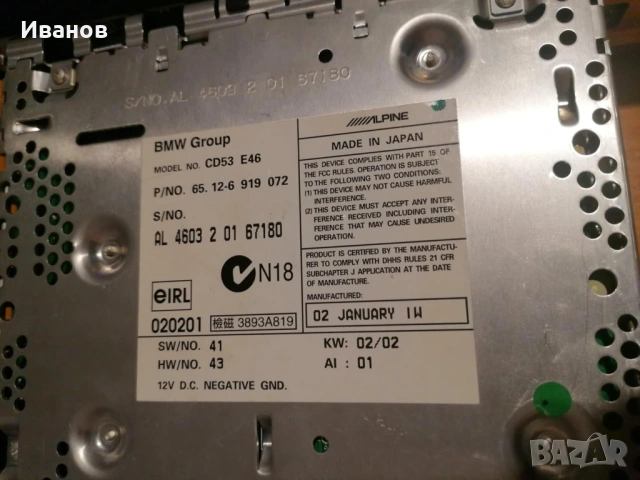 Иванов
S/NO. AL 4603 2 01 67180
BMW Group
MODEL NO. CD53 E46
P/NO. 65. 12-6 919 072
S/NO.
AL 4603 2 01 67180
N18
eIRL
020201 檢磁 3893A819
ALPINE
MADE IN JAPAN
THIS DEVICE COMPLIES WITH PART 15 OF
THE FCC RULES. OPERATION IS SUBJECT
TO THE FOLLOWING TWO CONDITIONS:
(1) THIS DEVICE MAY NOT CAUSE HARMFUL
INTERFERENCE.
(2) THIS DEVICE MUST ACCEPT ANY INTER-
FERENCE RECEIVED INCLUDING INTER-
FERENCE THAT MAY CAUSE UNDESIRED
OPERATION.
PRODUCT IS CERTIFIED BY THE MANUFACTU-
RER TO COMPLY WITH DHHS RULES 21 CFR
SUBCHAPTER J APPLICATION AT THE DATE
OF MANUFACTURE.
MANUFACTURED:
02 JANUARY 1W
SW/NO. 41
HW/NO. 43
12V D.C. NEGATIVE GND.
KW: 02/02
AI : 01
BAZAR